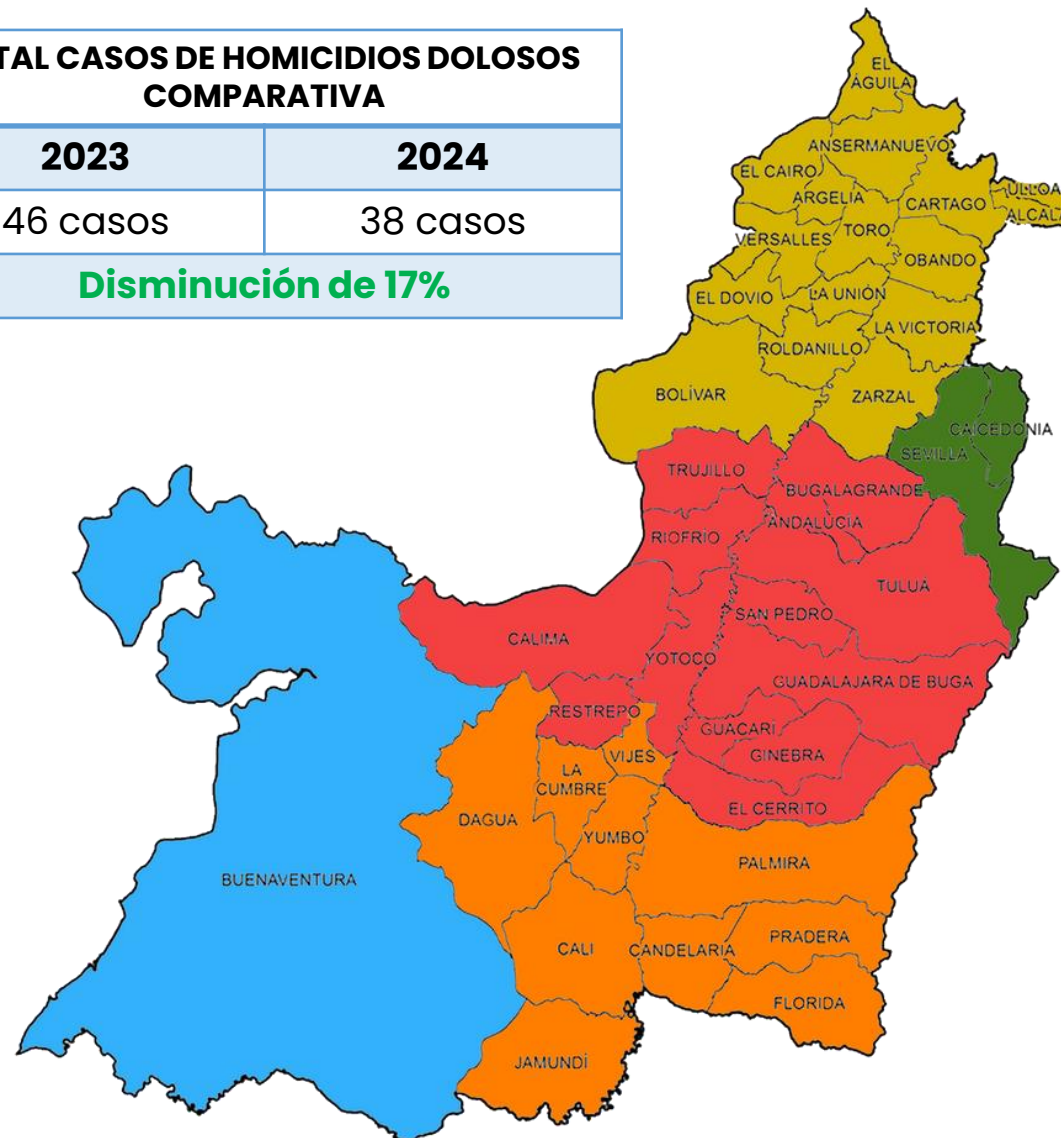 TAL CASOS DE HOMICIDIOS DOLOSOS
COMPARATIVA
2023 2024
46 casos 38 casos
Disminución de 17%
EL
ÁGUILA
ANSERMANUEVO
EL CAIRO
ARGELIA
CARTAGO
ULLOA
ALCALA
VERSALLES
TORO
OBANDO
EL DOVIO
LA UNIÓN
LA VICTORIA
ROLDANILLO
BOLÍVAR
ZARZAL
CAICEDONIA
SEVILLA
TRUJILLO
BUGALAGRANDE
ANDALUCÍA
RIOFRÍO
TULUA
SAN PEDRO
CALIMA
YOTOCO
GUADALAJARA DE BUGA
RESTREPO
GUACARÍ
GINEBRA
VIJES
LA
CUMBRE
EL CERRITO
DAGUA
YUMBO
PALMIRA
BUENAVENTURA
CALI
CANDELARIA
PRADERA
FLORIDA
JAMUNDÍ